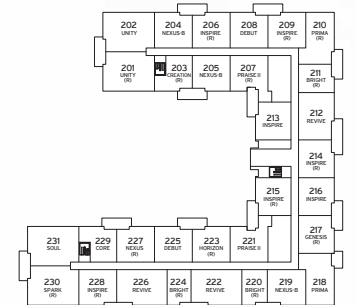 202
UNITY
204
NEXUS-B
206
INSPIRE
(R)
208
DEBUT
209
INSPIRE
(R)
210
PRIMA
(R)
201
UNITY
(R)
203
CREATION
(R)
205
NEXUS-B
207
PRAISE II
(R)
211
BRIGHT
(R)
212
REVIVE
213
INSPIRE
214
INSPIRE
(R)
215
INSPIRE
(R)
216
INSPIRE
217
GENESIS
(R)
231
SOUL
229
CORE
227
NEXUS
(R)
225
DEBUT
223
HORIZON
(R)
221
PRAISE II
230
SPARK
(R)
228
INSPIRE
(R)
226
REVIVE
224
BRIGHT
(R)
222
REVIVE
220
BRIGHT
(R)
219
NEXUS-B
218
PRIMA